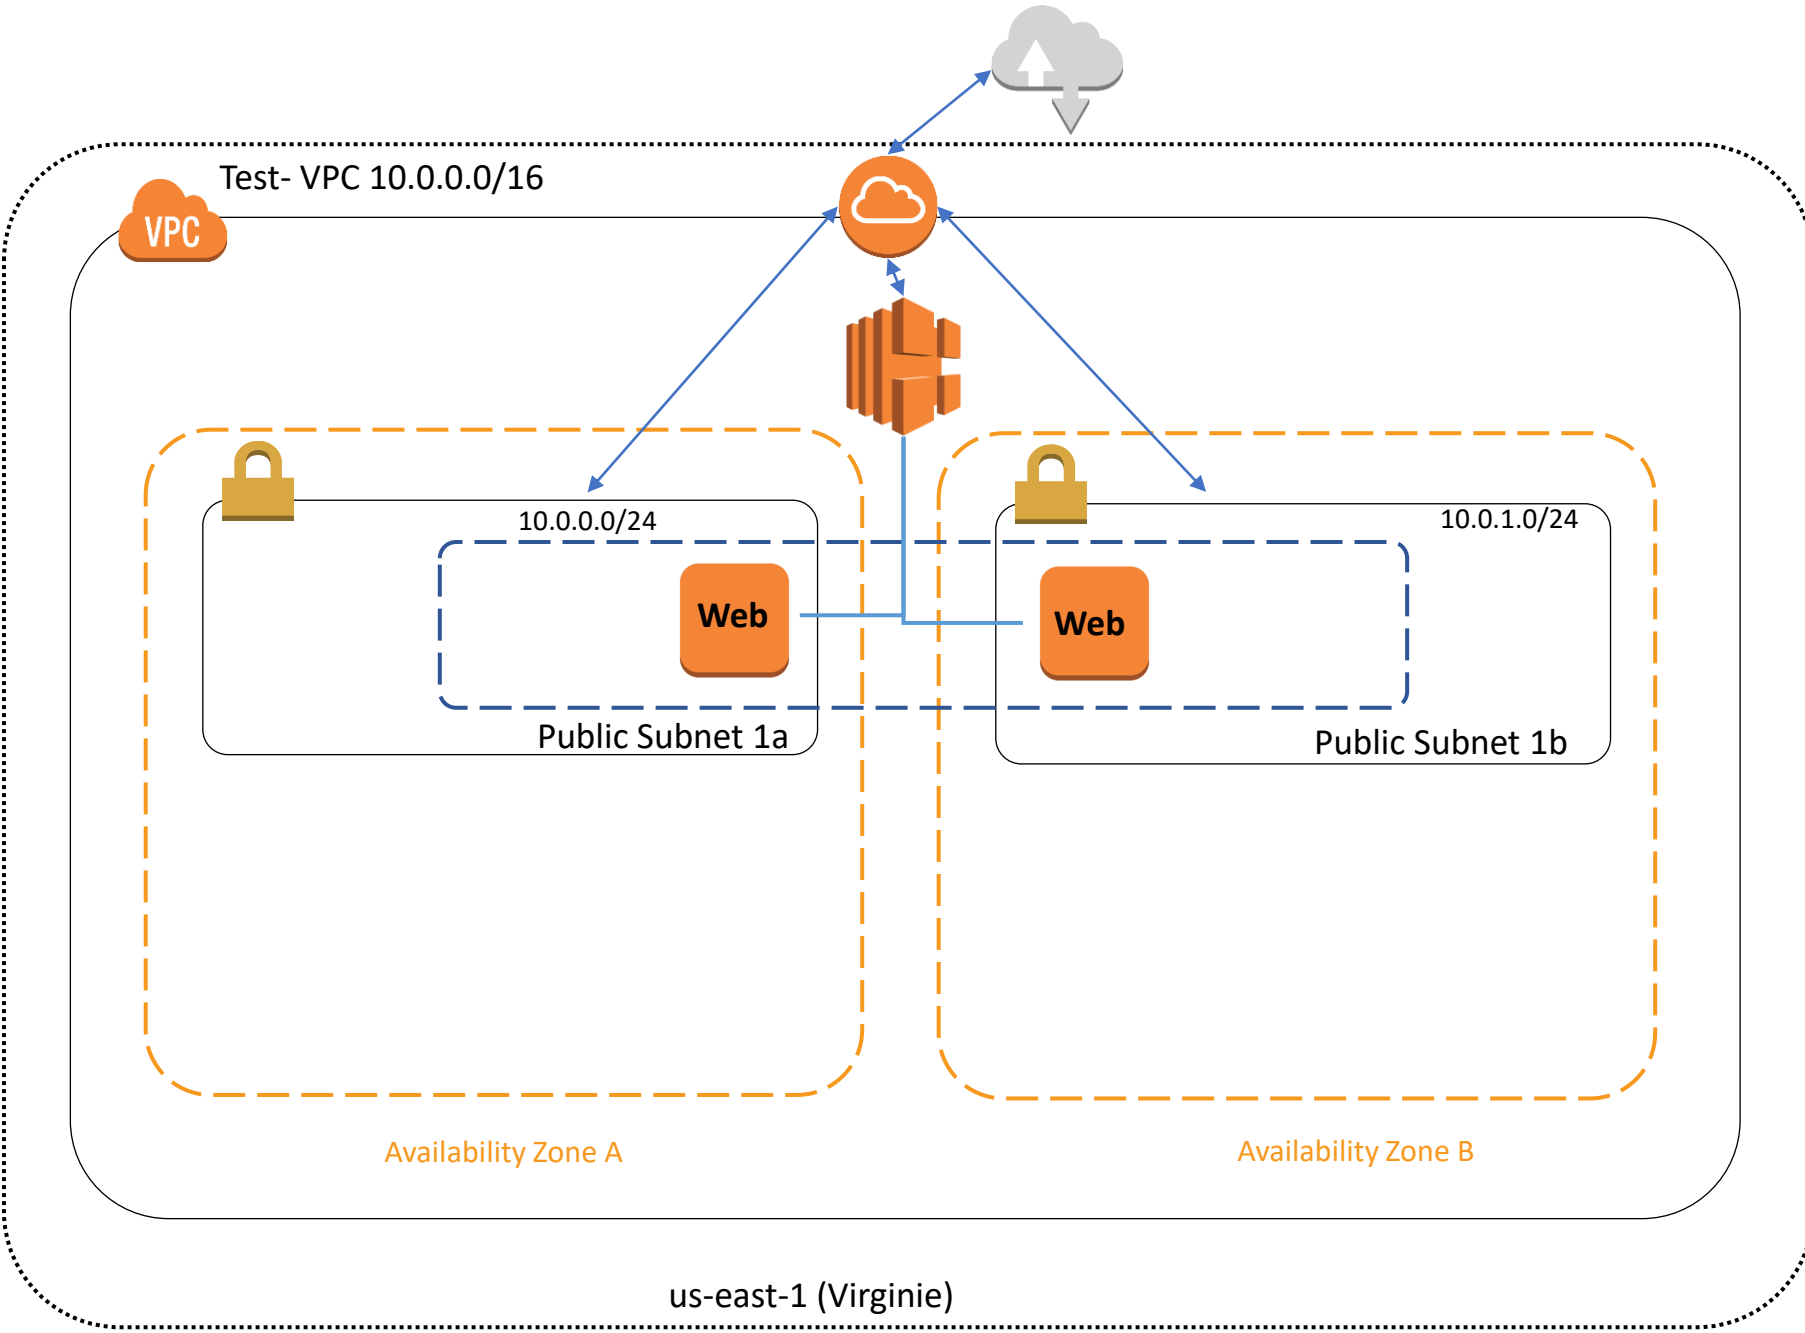 Test- VPC 10.0.0.0/16
VPC
10.0.0.0/24
10.0.1.0/24
Web
Web
Public Subnet 1a
Public Subnet 1b
Availability Zone A
Availability Zone B
us-east-1 (Virginie)